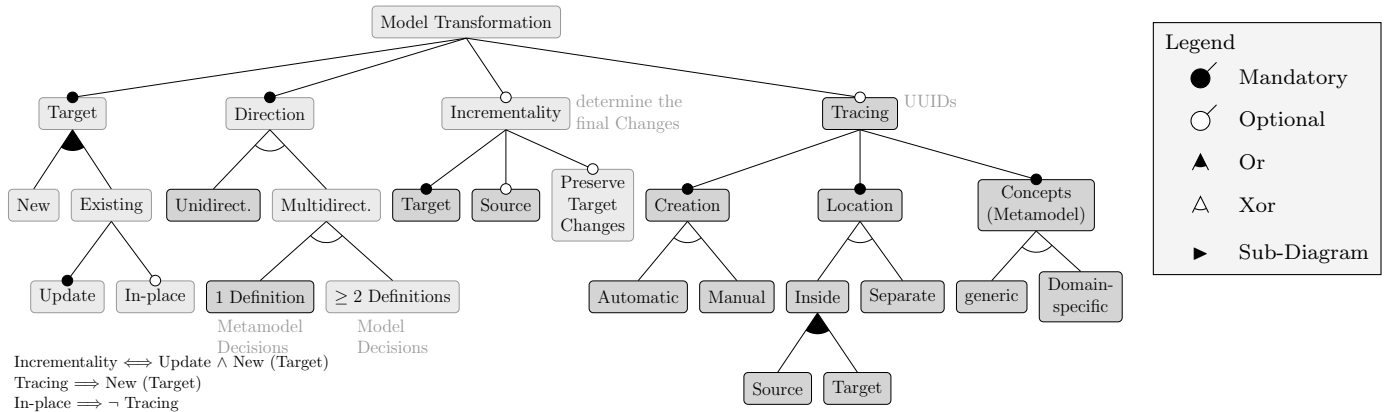 Model Transformation
Legend
Mandatory
Optional
Or
Xor
Sub-Diagram
Target
Direction
Incrementality
determine the
final Changes
Tracing
UUIDs
New
Existing
Unidirect.
Multidirect.
Target
Source
Preserve
Target
Changes
Creation
Location
Concepts
(Metamodel)
Update
In-place
1 Definition
≥ 2 Definitions
Automatic
Manual
Inside
Separate
generic
Domain-
specific
Metamodel
Decisions
Model
Decisions
Source
Target
Incrementality ⟺ Update ∧ New (Target)
Tracing ⟹ New (Target)
In-place ⟹ ¬ Tracing